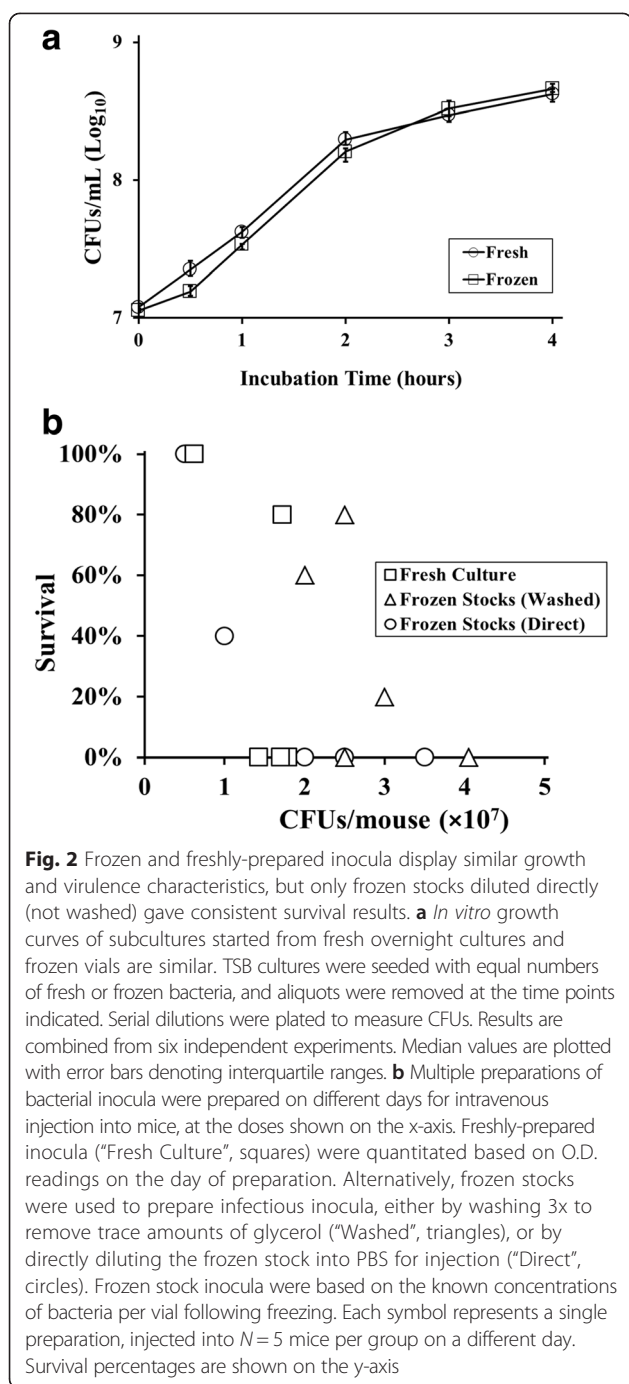 a
9
8
7
CFUs/mL (Log10)
Fresh
Frozen
0 1 2 3 4
Incubation Time (hours)
b
100%
80%
60%
40%
20%
0%
Survival
Fresh Culture
Frozen Stocks (Washed)
Frozen Stocks (Direct)
0 1 2 3 4 5
CFUs/mouse (×10⁷)
Fig. 2 Frozen and freshly-prepared inocula display similar growth
and virulence characteristics, but only frozen stocks diluted directly
(not washed) gave consistent survival results. a In vitro growth
curves of subcultures started from fresh overnight cultures and
frozen vials are similar. TSB cultures were seeded with equal numbers
of fresh or frozen bacteria, and aliquots were removed at the time points
indicated. Serial dilutions were plated to measure CFUs. Results are
combined from six independent experiments. Median values are plotted
with error bars denoting interquartile ranges. b Multiple preparations of
bacterial inocula were prepared on different days for intravenous
injection into mice, at the doses shown on the x-axis. Freshly-prepared
inocula (“Fresh Culture”, squares) were quantitated based on O.D.
readings on the day of preparation. Alternatively, frozen stocks
were used to prepare infectious inocula, either by washing 3x to
remove trace amounts of glycerol (“Washed”, triangles), or by
directly diluting the frozen stock into PBS for injection (“Direct”,
circles). Frozen stock inocula were based on the known concentrations
of bacteria per vial following freezing. Each symbol represents a single
preparation, injected into N = 5 mice per group on a different day.
Survival percentages are shown on the y-axis